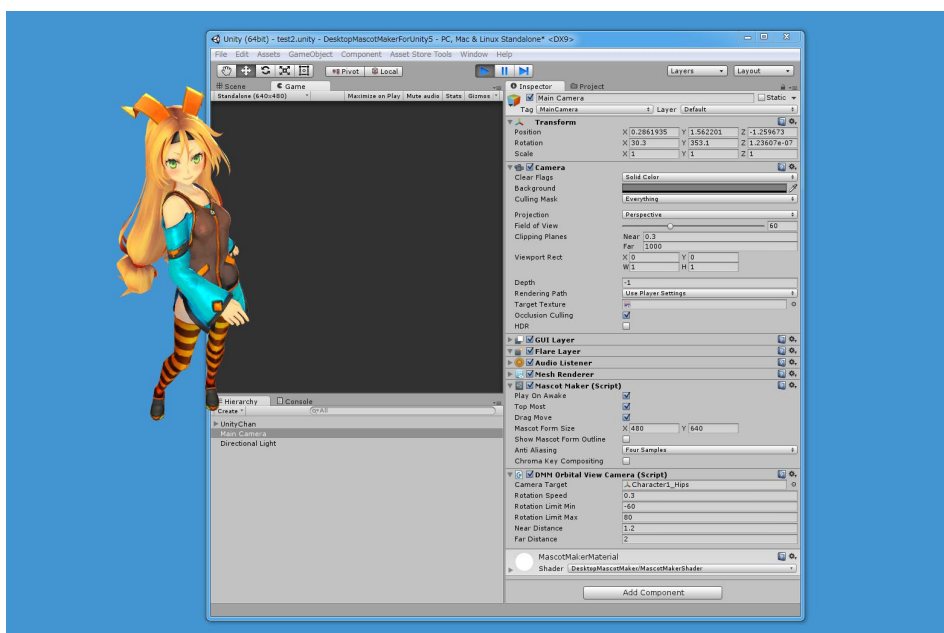 Unity (64bit) - test2.unity - DesktopMascotMakerForUnity5 - PC, Mac & Linux Standalone* <DX9>
File Edit Assets GameObject Component Asset Store Tools Window Help
Pivot Local Layers Layout
Scene Game
Standalone (640x480) Maximize on Play Mute audio Stats Gizmos
Inspector Project
Main Camera Static
Tag MainCamera Layer Default
Transform
Position X 0.2861935 Y 1.562201 Z -1.259673
Rotation X 30.3 Y 353.1 Z 1.23607e-07
Scale X 1 Y 1 Z 1
Camera
Clear Flags Solid Color
Background
Culling Mask Everything
Projection Perspective
Field of View 60
Clipping Planes Near 0.3
Far 1000
Viewport Rect X 0 Y 0
W 1 H 1
Depth -1
Rendering Path Use Player Settings
Target Texture
Occlusion Culling
HDR
GUI Layer
Flare Layer
Audio Listener
Mesh Renderer
Mascot Maker (Script)
Play On Awake
Top Most
Drag Move
Mascot Form Size X 480 Y 640
Show Mascot Form Outline
Anti Aliasing Four Samples
Chroma Key Compositing
DMM Orbital View Camera (Script)
Camera Target Character1_Hips
Rotation Speed 0.3
Rotation Limit Min -60
Rotation Limit Max 80
Near Distance 1.2
Far Distance 2
MascotMakerMaterial
Shader DesktopMascotMaker/MascotMakerShader
Add Component
Hierarchy Console
Create All
UnityChan
Main Camera
Directional Light